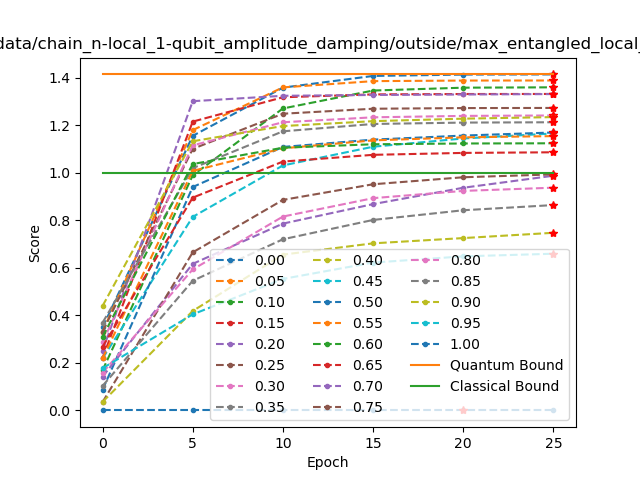 data/chain_n-local_1-qubit_amplitude_damping/outside/max_entangled_local_
Score
1.4
1.2
1.0
0.8
0.6
0.4
0.2
0.0
0.00 0.40 0.80
0.05 0.45 0.85
0.10 0.50 0.90
0.15 0.55 0.95
0.20 0.60 1.00
0.25 0.65 Quantum Bound
0.30 0.70 Classical Bound
0.35 0.75
0 5 10 15 20 25
Epoch